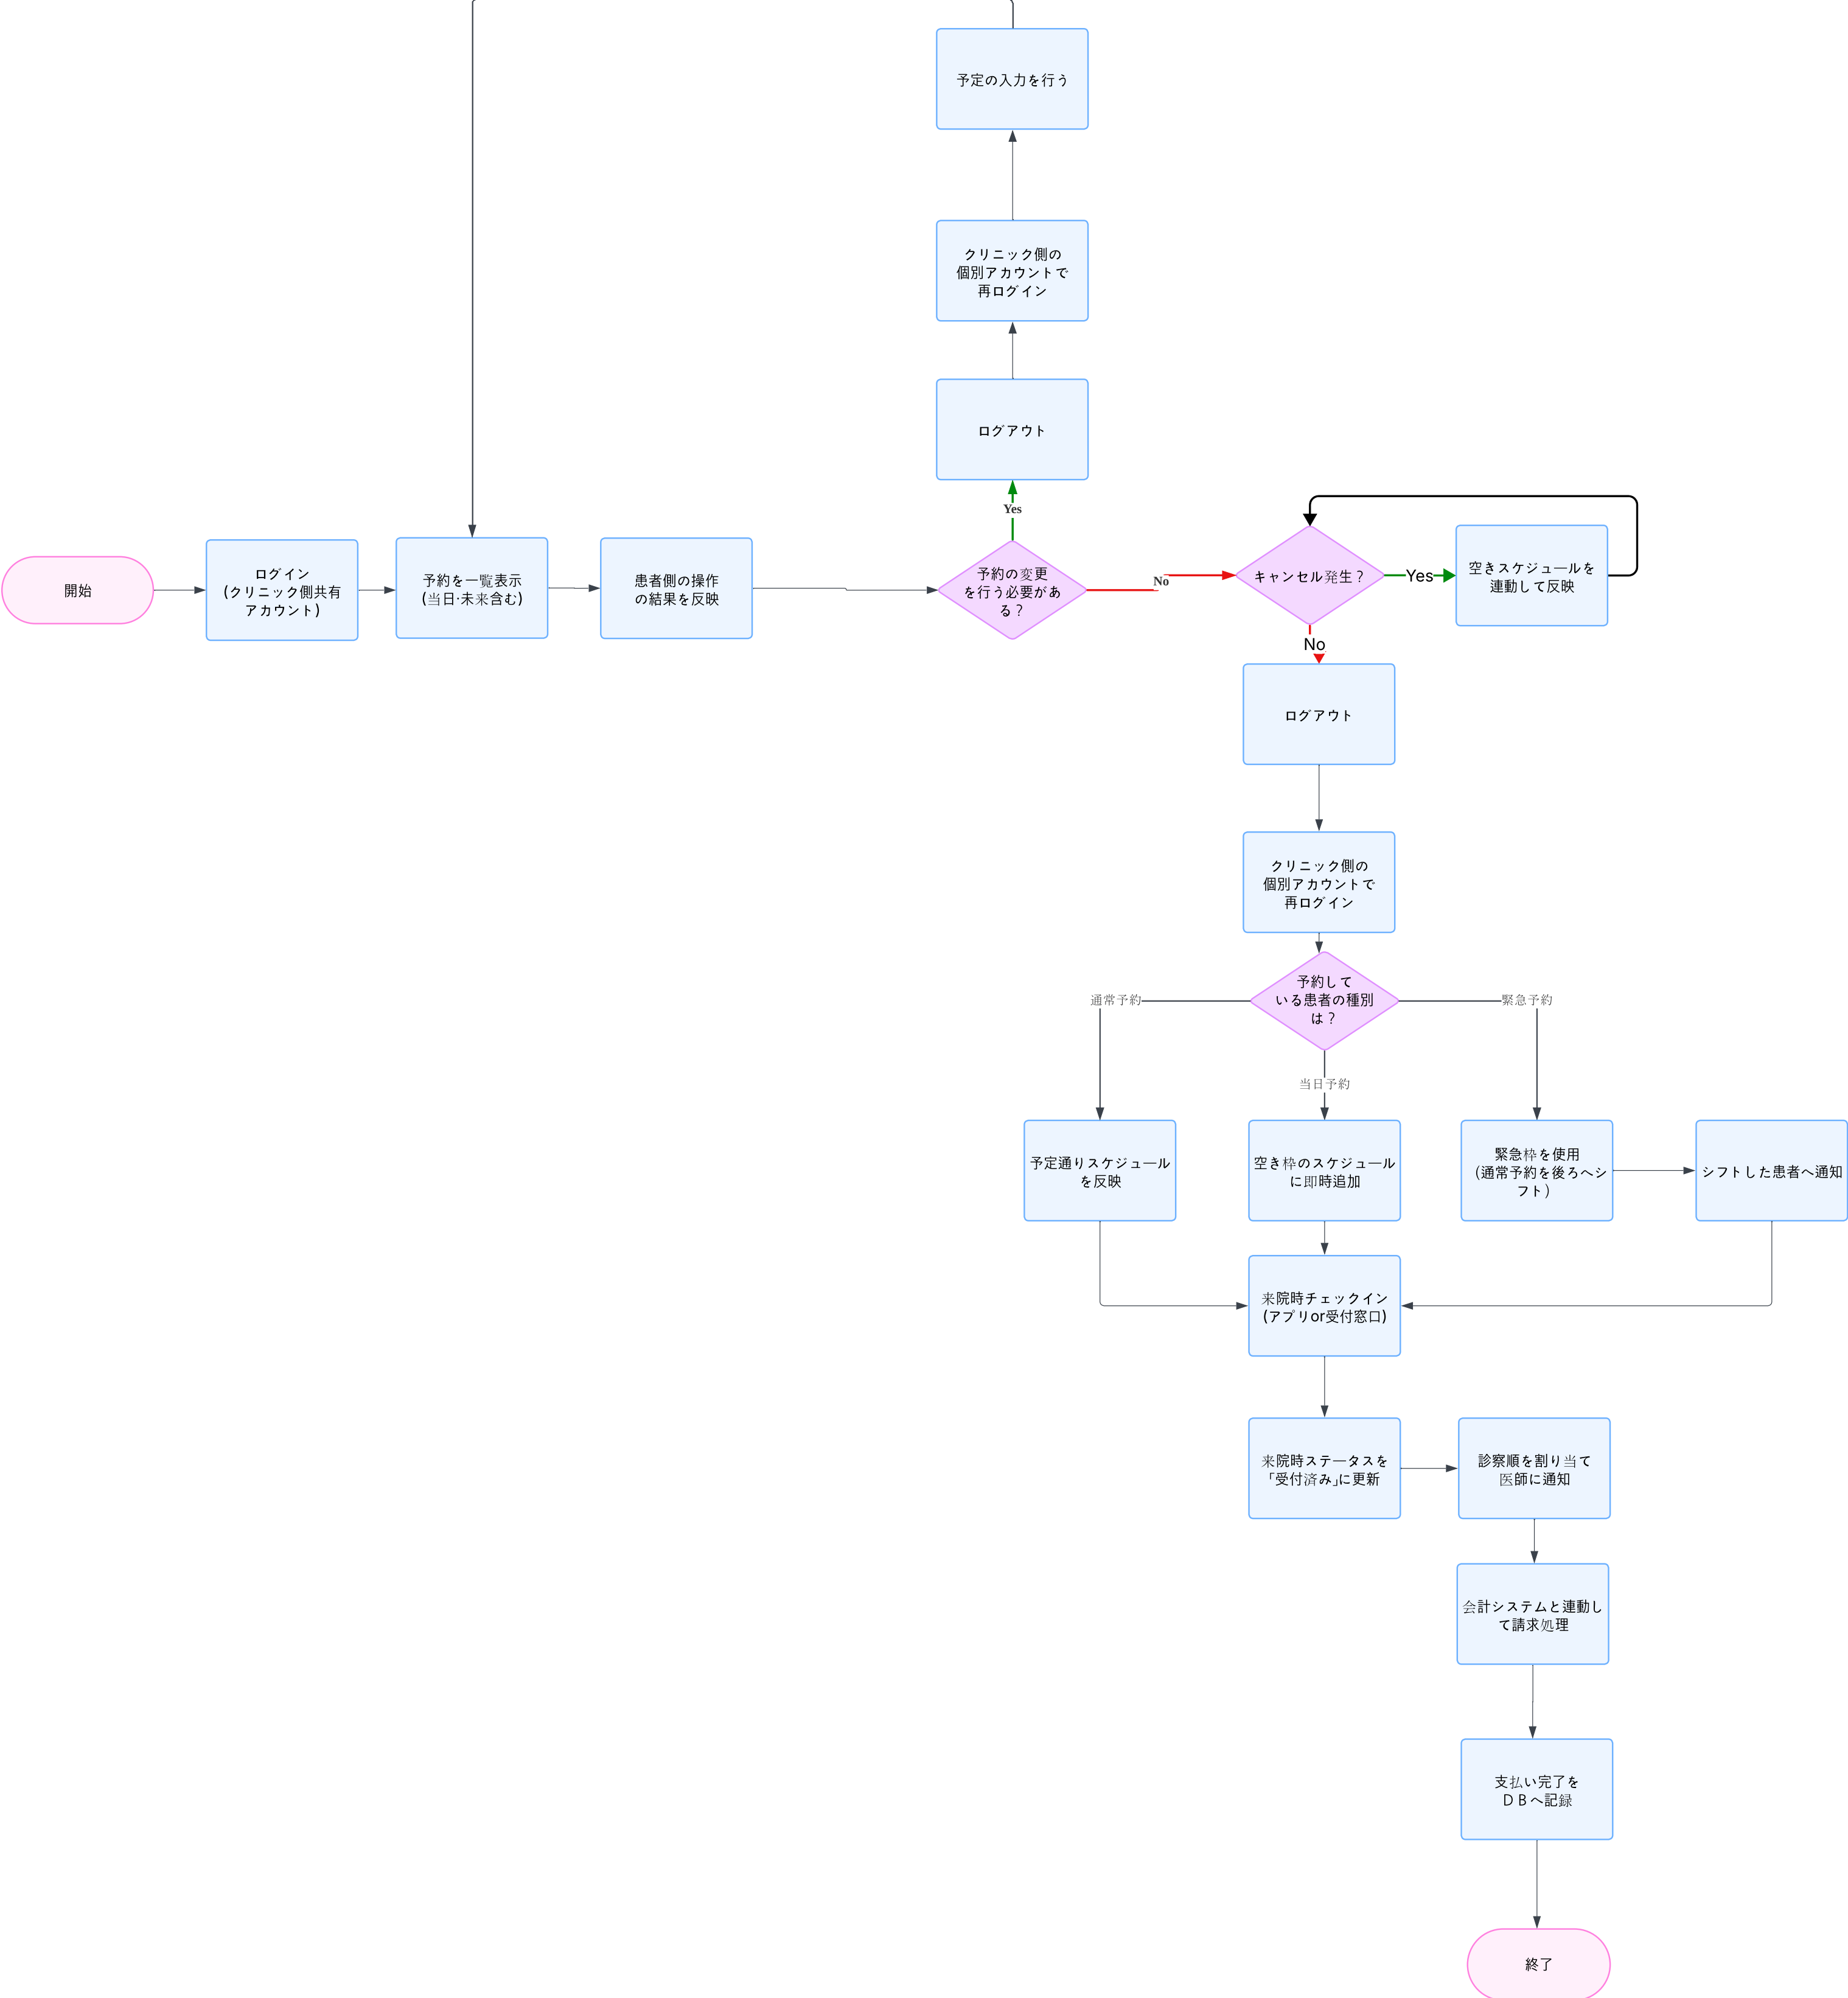 予定の入力を行う
クリニック側の
個別アカウントで
再ログイン
ログアウト
Yes
開始
ログイン
(クリニック側共有
アカウント)
予約を一覧表示
(当日·未来含む)
患者側の操作
の結果を反映
予約の変更
を行う必要があ
る？
No
キャンセル発生？
Yes
空きスケジュールを
連動して反映
No
ログアウト
クリニック側の
個別アカウントで
再ログイン
予約して
いる患者の種別
は？
通常予約
当日予約
緊急予約
予定通りスケジュール
を反映
空き枠のスケジュール
に即時追加
緊急枠を使用
（通常予約を後ろへシ
フト）
シフトした患者へ通知
来院時チェックイン
(アプリor受付窓口)
来院時ステータスを
「受付済み」に更新
診察順を割り当て
医師に通知
会計システムと連動し
て請求処理
支払い完了を
ＤＢへ記録
終了